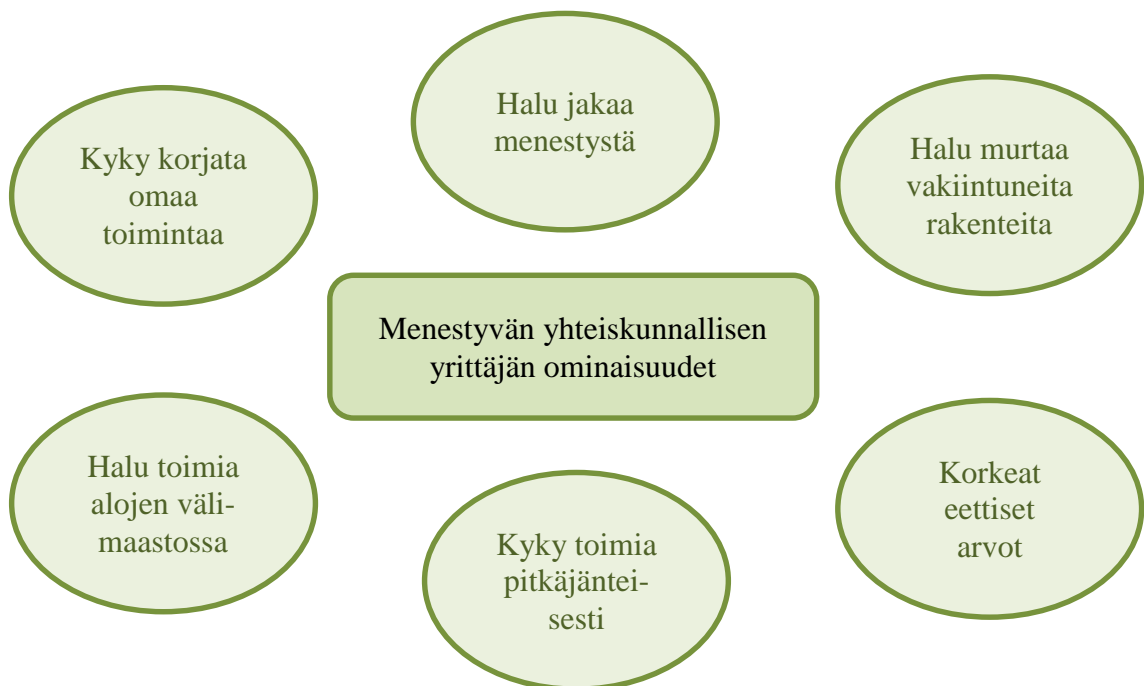 Halu jakaa
menestystä
Kyky korjata
omaa
toimintaa
Halu murtaa
vakiintuneita
rakenteita
Menestyvän yhteiskunnallisen
yrittäjän ominaisuudet
Halu toimia
alojen väli-
maastossa
Kyky toimia
pitkäjäntei-
sesti
Korkeat
eettiset
arvot